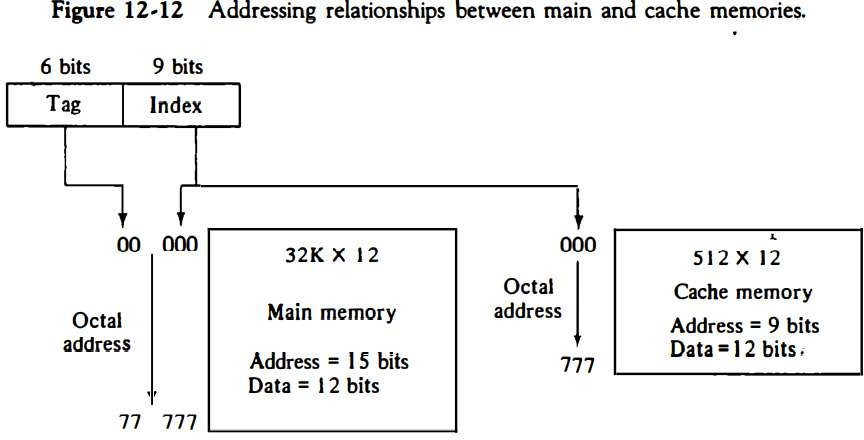 Figure 12-12 Addressing relationships between main and cache memories.
6 bits 9 bits
Tag Index
00 000
000
32K X 12
512 X 12
Octal
address
Main memory
Octal
address
Cache memory
Address = 9 bits
Data = 12 bits
Address = 15 bits
Data = 12 bits
777
77 777